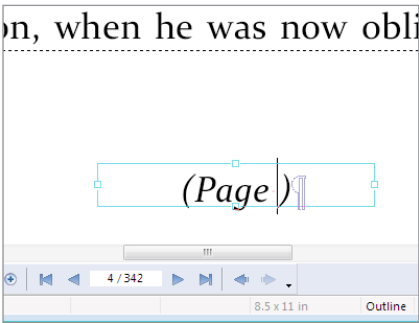 on, when he was now obli
(Page )¶
4 / 342
8.5 x 11 in Outline